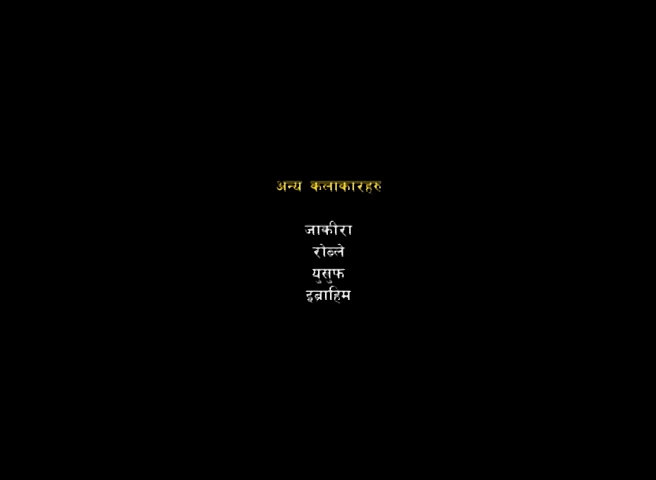 अन्य कलाकारहरु
जाकीरा
रोब्ले
युसुफ
इब्राहिम